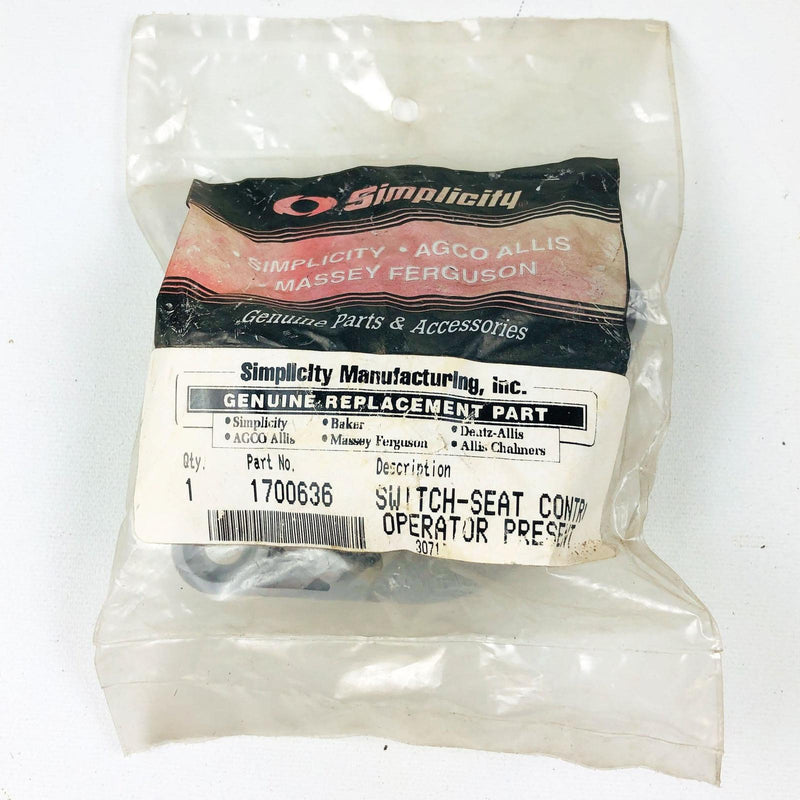 Simplicity
• SIMPLICITY • AGCO ALLIS
• MASSEY FERGUSON
Genuine Parts & Accessories
Simplicity Manufacturing, Inc.
GENUINE REPLACEMENT PART
• Simplicity • Baker • Deutz-Allis
• AGCO Allis • Massey Ferguson • Allis Chalmers
Qty. Part No. Description
1 1700636 SWITCH-SEAT CONTR
OPERATOR PRESENT
3071